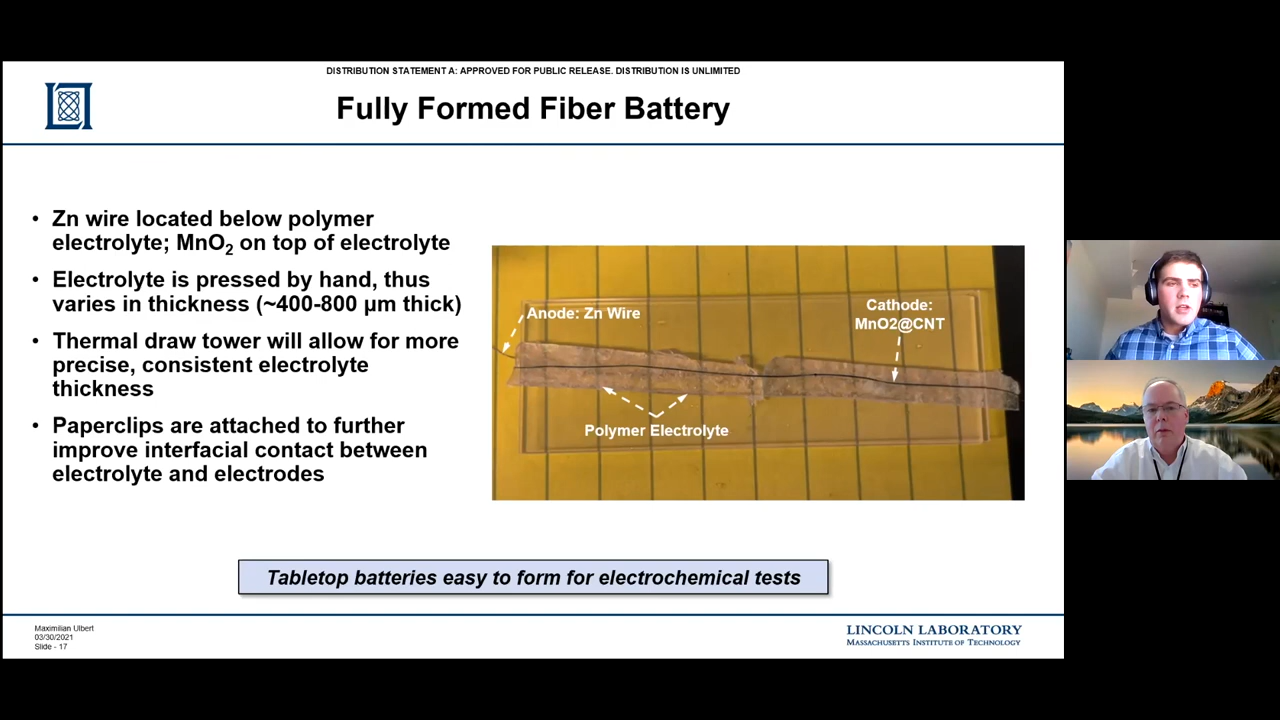 DISTRIBUTION STATEMENT A: APPROVED FOR PUBLIC RELEASE. DISTRIBUTION IS UNLIMITED
Fully Formed Fiber Battery
• Zn wire located below polymer
electrolyte; MnO₂ on top of electrolyte
• Electrolyte is pressed by hand, thus
varies in thickness (~400-800 µm thick)
• Thermal draw tower will allow for more
precise, consistent electrolyte
thickness
• Paperclips are attached to further
improve interfacial contact between
electrolyte and electrodes
Anode: Zn Wire
Cathode:
MnO2@CNT
Polymer Electrolyte
Tabletop batteries easy to form for electrochemical tests
Maximilian Ulbert
03/30/2021
Slide - 17
LINCOLN LABORATORY
MASSACHUSETTS INSTITUTE OF TECHNOLOGY